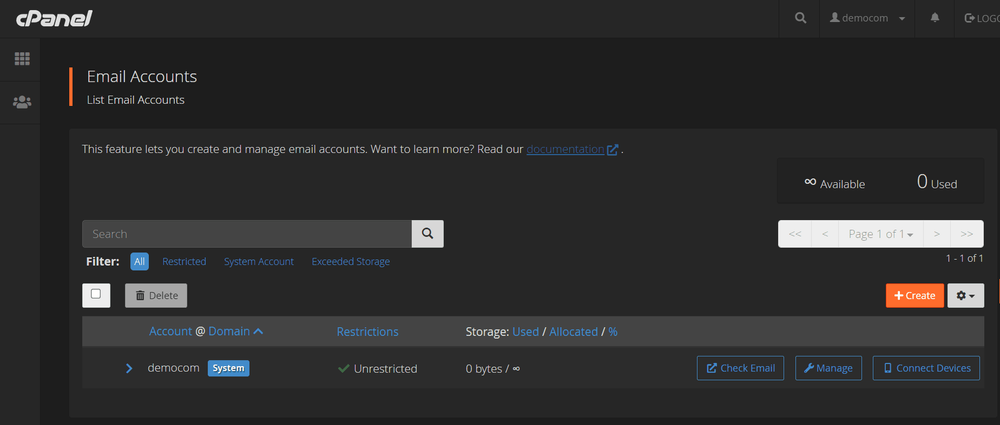 cPanel
democom
LOGO
Email Accounts
List Email Accounts
This feature lets you create and manage email accounts. Want to learn more? Read our documentation .
∞ Available 0 Used
Search
<< < Page 1 of 1 > >>
Filter: All Restricted System Account Exceeded Storage
1 - 1 of 1
Delete
+ Create
Account @ Domain Restrictions Storage: Used / Allocated / %
democom System Unrestricted 0 bytes / ∞ Check Email Manage Connect Devices